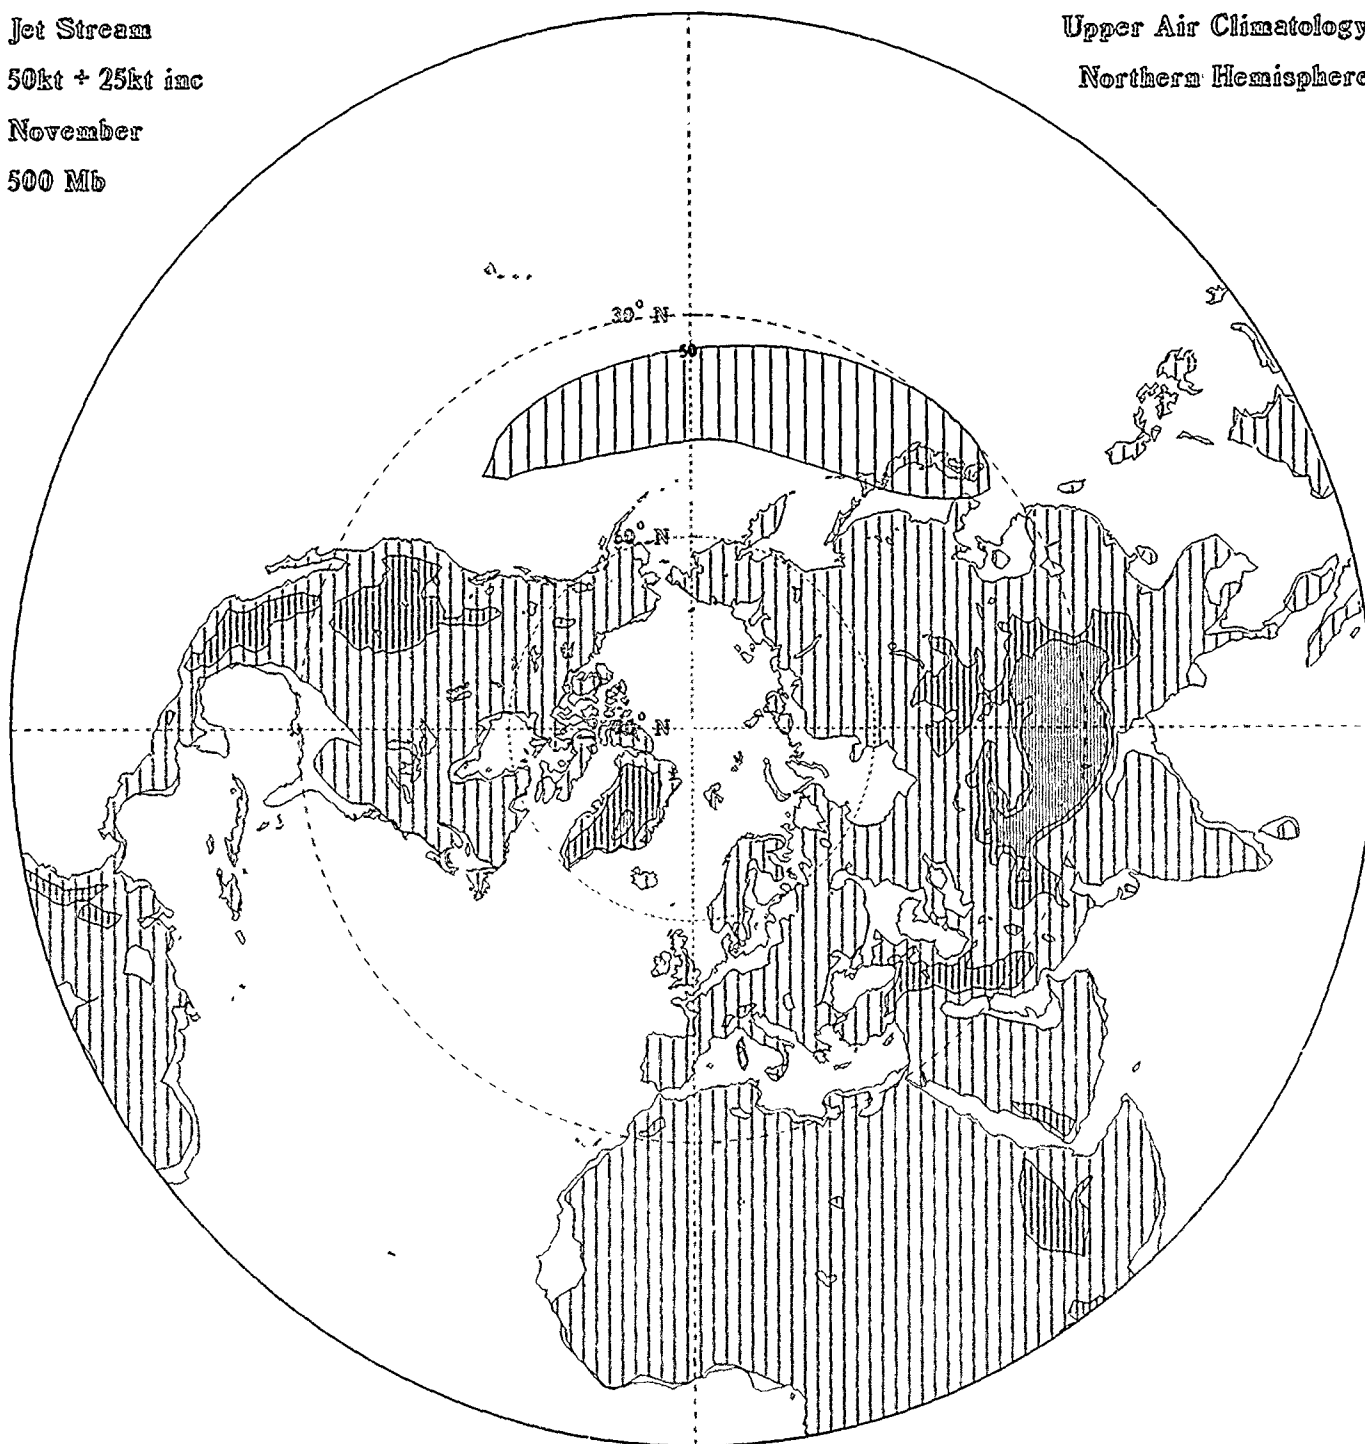 Jet Stream
50kt + 25kt inc
November
500 Mb
Upper Air Climatology
Northern Hemisphere
30° N
50
60° N
° N